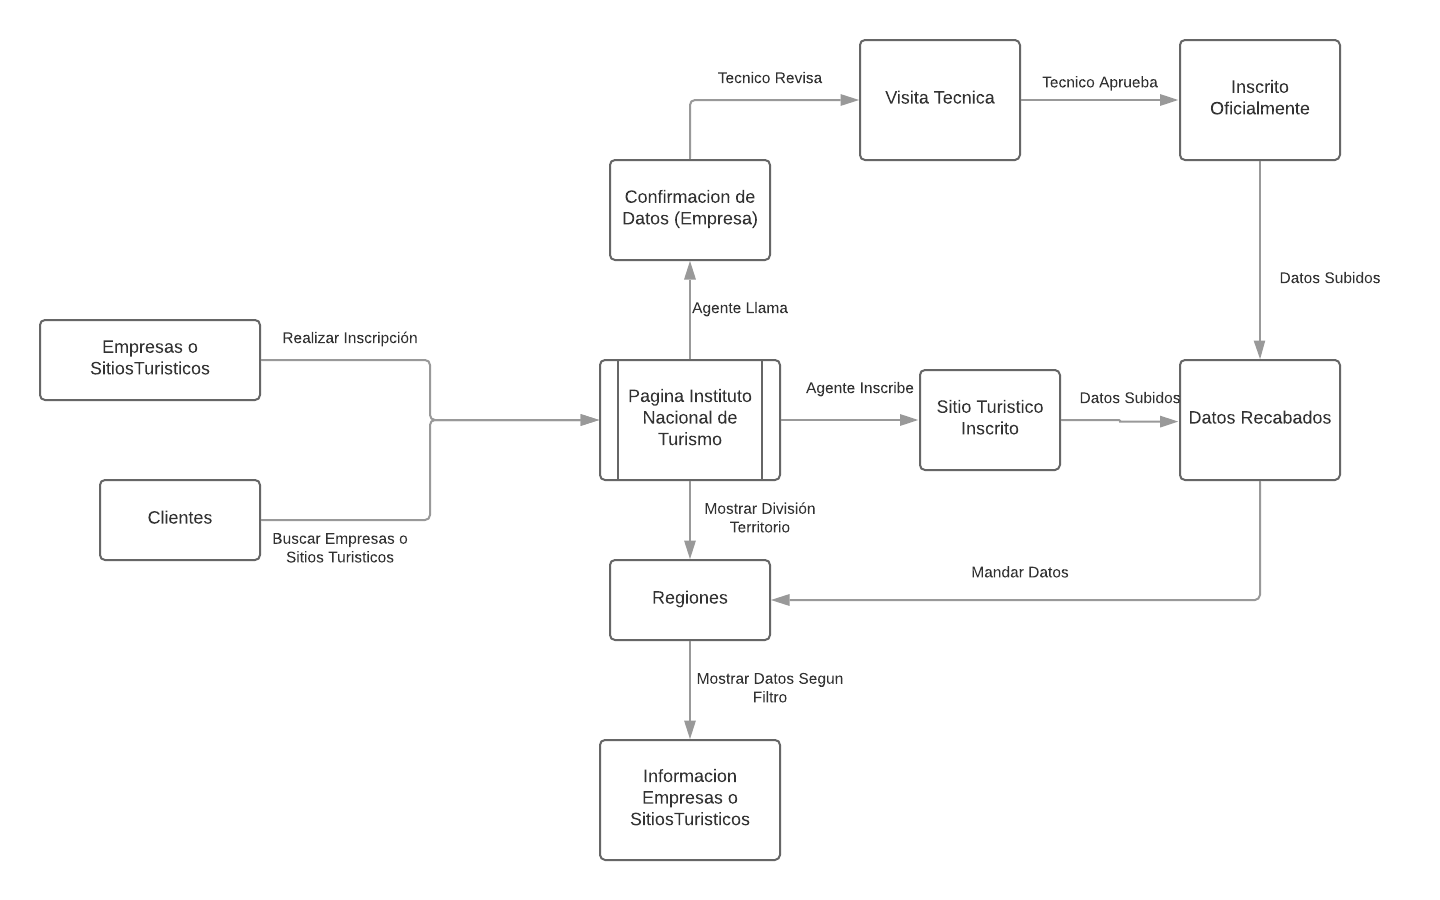 Tecnico Revisa
Visita Tecnica
Tecnico Aprueba
Inscrito
Oficialmente
Confirmacion de
Datos (Empresa)
Agente Llama
Datos Subidos
Empresas o
SitiosTuristicos
Realizar Inscripción
Pagina Instituto
Nacional de
Turismo
Agente Inscribe
Sitio Turistico
Inscrito
Datos Subidos
Datos Recabados
Clientes
Buscar Empresas o
Sitios Turisticos
Mostrar División
Territorio
Regiones
Mandar Datos
Mostrar Datos Segun
Filtro
Informacion
Empresas o
SitiosTuristicos